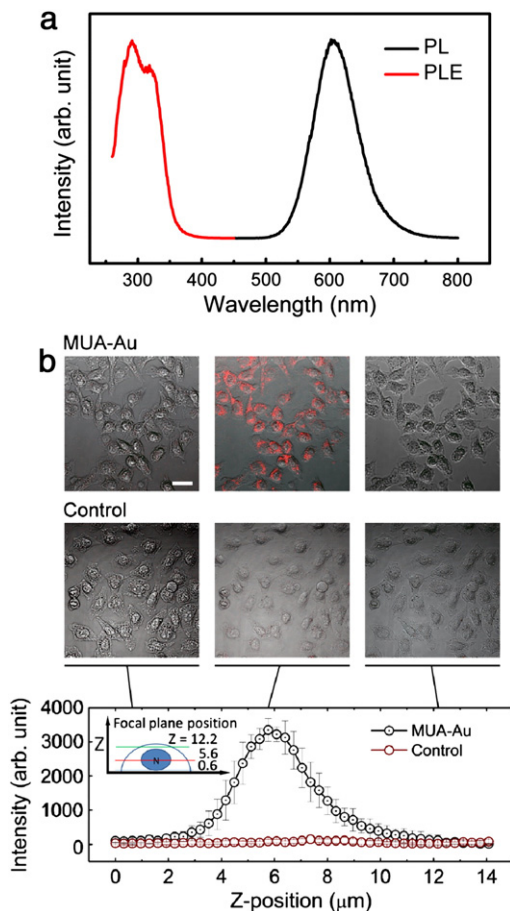 a
PL
PLE
Intensity (arb. unit)
300 400 500 600 700 800
Wavelength (nm)
b
MUA-Au
Control
4000
3000
2000
1000
0
Intensity (arb. unit)
Focal plane position
Z
Z = 12.2
5.6
0.6
N
MUA-Au
Control
0 2 4 6 8 10 12 14
Z-position (μm)